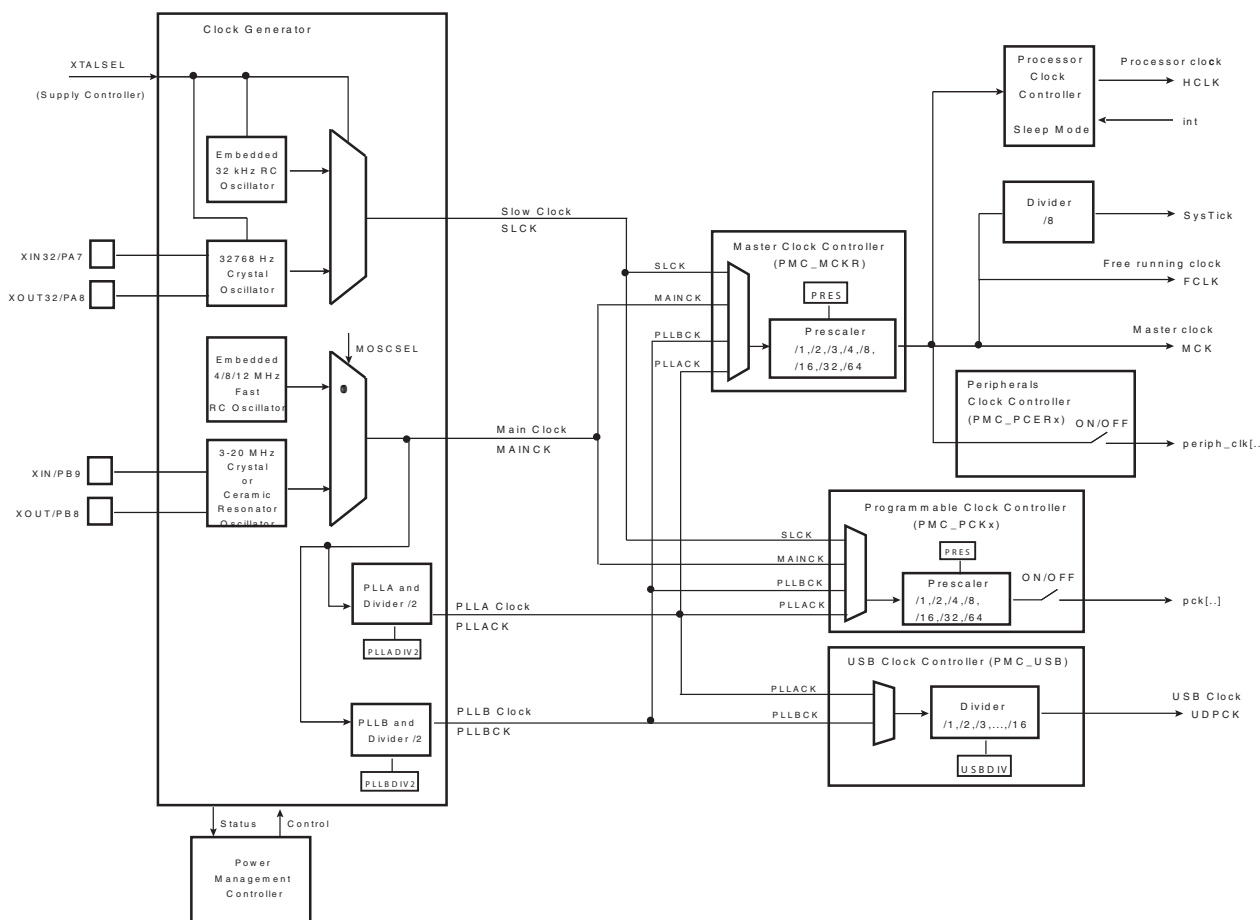 Clock Generator
XTALSEL
(Supply Controller)
Embedded
32 kHz RC
Oscillator
XIN32/PA7
XOUT32/PA8
32768 Hz
Crystal
Oscillator
Slow Clock
SLCK
MOSCSEL
Embedded
4/8/12 MHz
Fast
RC Oscillator
XIN/PB9
XOUT/PB8
3-20 MHz
Crystal
or
Ceramic
Resonator
Oscillator
Main Clock
MAINCK
PLLA and
Divider /2
PLLADIV2
PLLA Clock
PLLACK
PLLB and
Divider /2
PLLBDIV2
PLLB Clock
PLLBCK
Status
Control
Power
Management
Controller
Master Clock Controller
(PMC_MCKR)
SLCK
MAINCK
PLLBCK
PLLACK
PRES
Prescaler
/1,/2,/3,/4,/8,
/16,/32,/64
Processor
Clock
Controller
Sleep Mode
Processor clock
HCLK
int
Divider
/8
SysTick
Free running clock
FCLK
Master clock
MCK
Peripherals
Clock Controller
(PMC_PCERx)
ON/OFF
periph_clk[..
Programmable Clock Controller
(PMC_PCKx)
SLCK
MAINCK
PLLBCK
PLLACK
PRES
Prescaler
/1,/2,/4,/8,
/16,/32,/64
ON/OFF
pck[..]
USB Clock Controller (PMC_USB)
PLLACK
PLLBCK
Divider
/1,/2,/3,...,/16
USBDIV
USB Clock
UDPCK